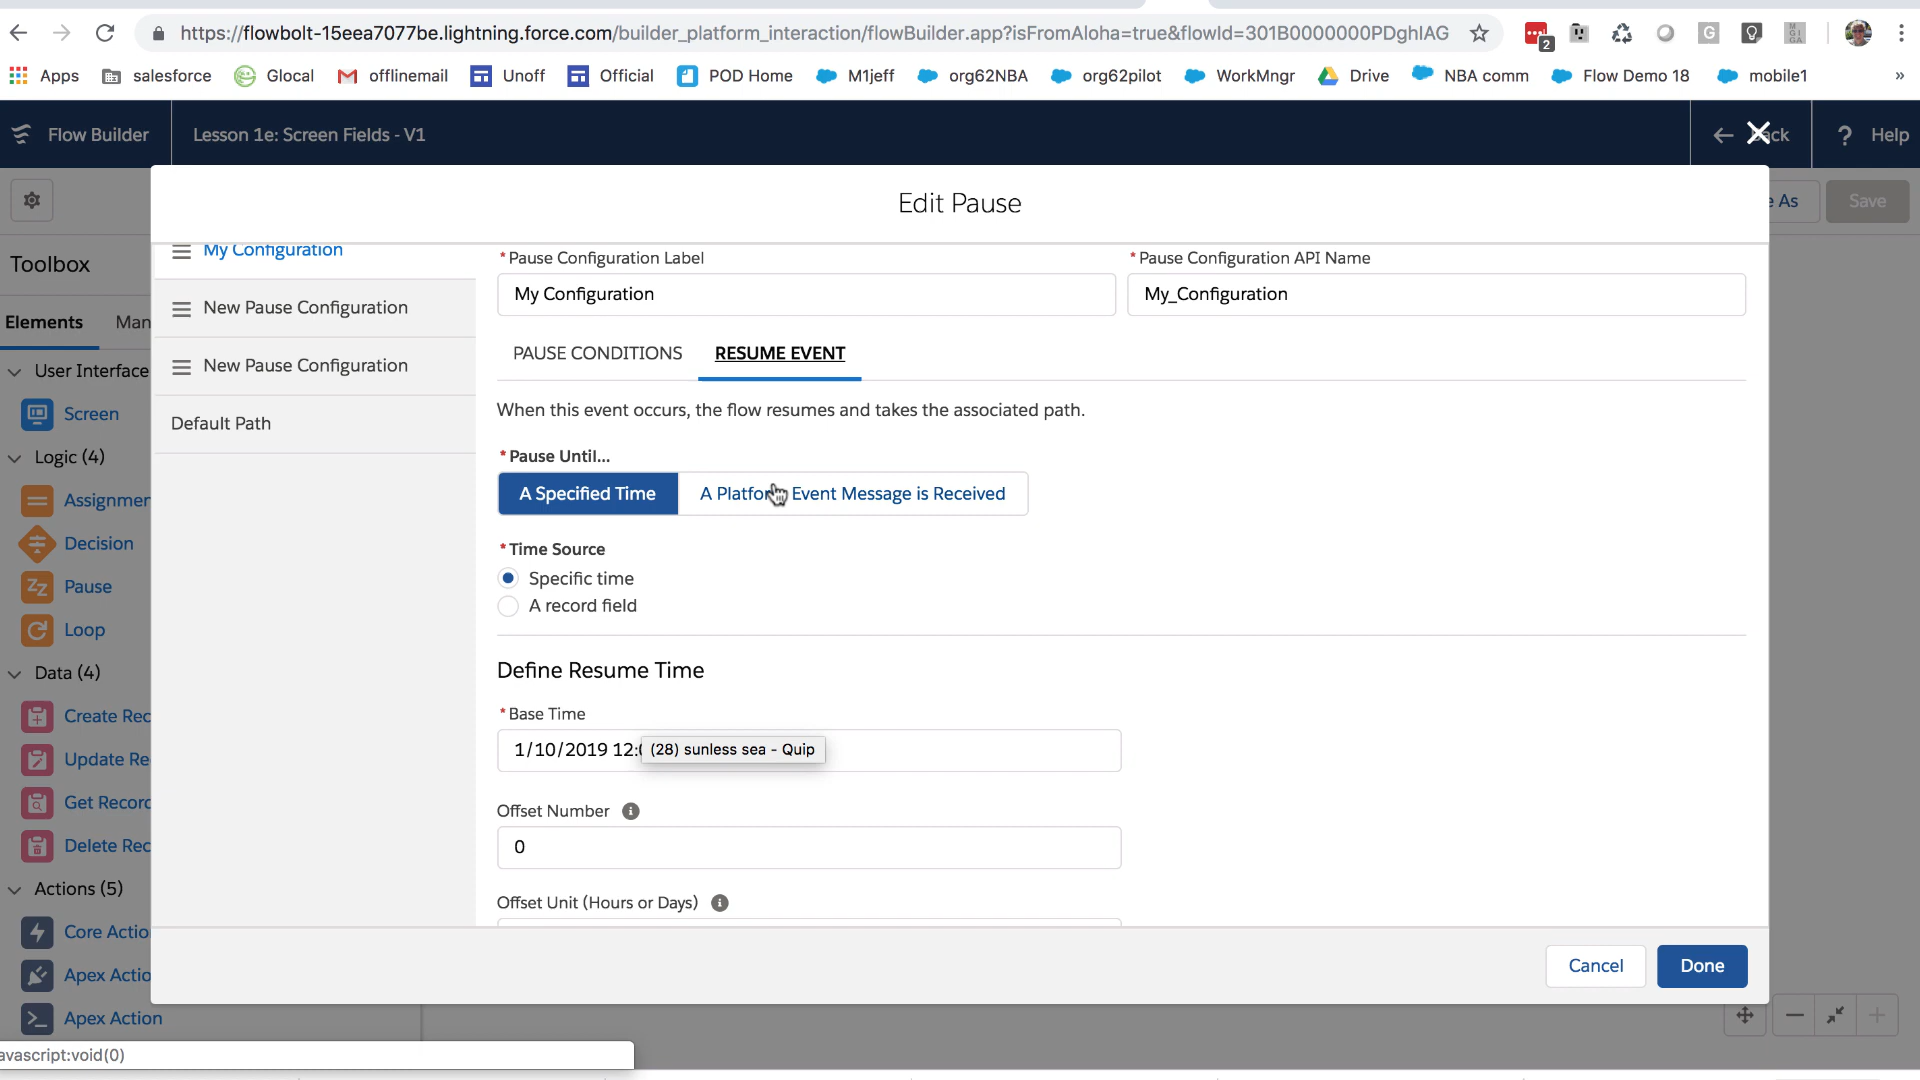 https://flowbolt-15eea7077be.lightning.force.com/builder_platform_interaction/flowBuilder.app?isFromAloha=true&flowId=301B0000000PDghIAG
2
Apps
salesforce
Glocal
offlinemail
Unoff
Official
POD Home
M1jeff
org62NBA
org62pilot
WorkMngr
Drive
NBA comm
Flow Demo 18
mobile1
»
Flow Builder
Lesson 1e: Screen Fields - V1
ck
? Help
Edit Pause
e As
Save
Toolbox
Elements
Man
User Interface
Screen
Logic (4)
Assignmen
Decision
Pause
Loop
Data (4)
Create Rec
Update Re
Get Recorc
Delete Rec
Actions (5)
Core Actio
Apex Actio
Apex Action
avascript:void(0)
My Configuration
New Pause Configuration
New Pause Configuration
Default Path
* Pause Configuration Label
My Configuration
* Pause Configuration API Name
My_Configuration
PAUSE CONDITIONS
RESUME EVENT
When this event occurs, the flow resumes and takes the associated path.
* Pause Until...
A Specified Time
A Platfor Event Message is Received
* Time Source
Specific time
A record field
Define Resume Time
* Base Time
1/10/2019 12:
(28) sunless sea - Quip
Offset Number
0
Offset Unit (Hours or Days)
Cancel
Done